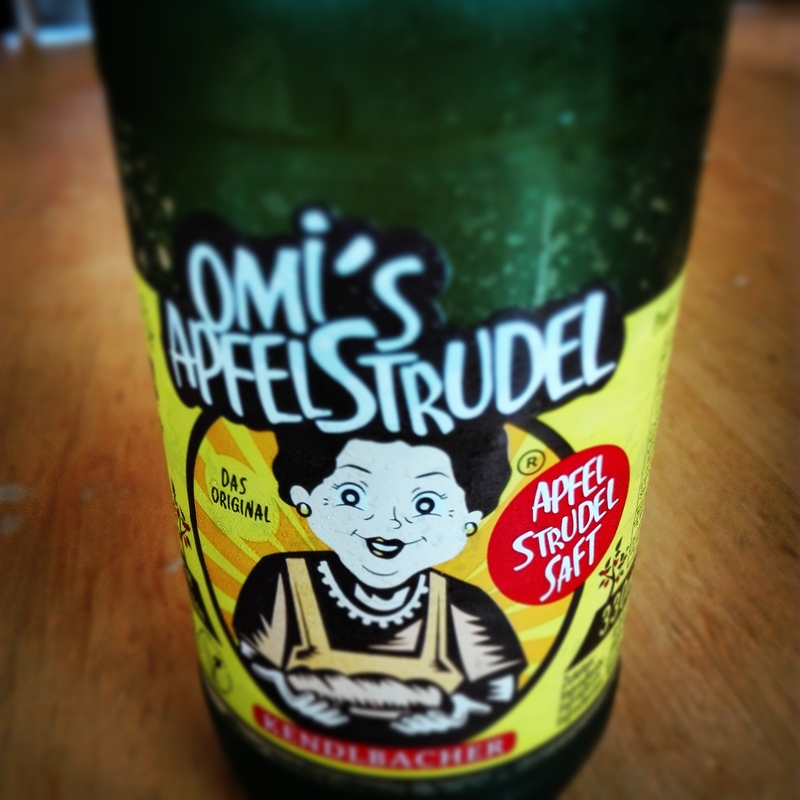 OMi's
APFELSTRUDEL
DAS
ORIGINAL
®
APFEL
STRUDEL
SAFT
KENDLBACHER